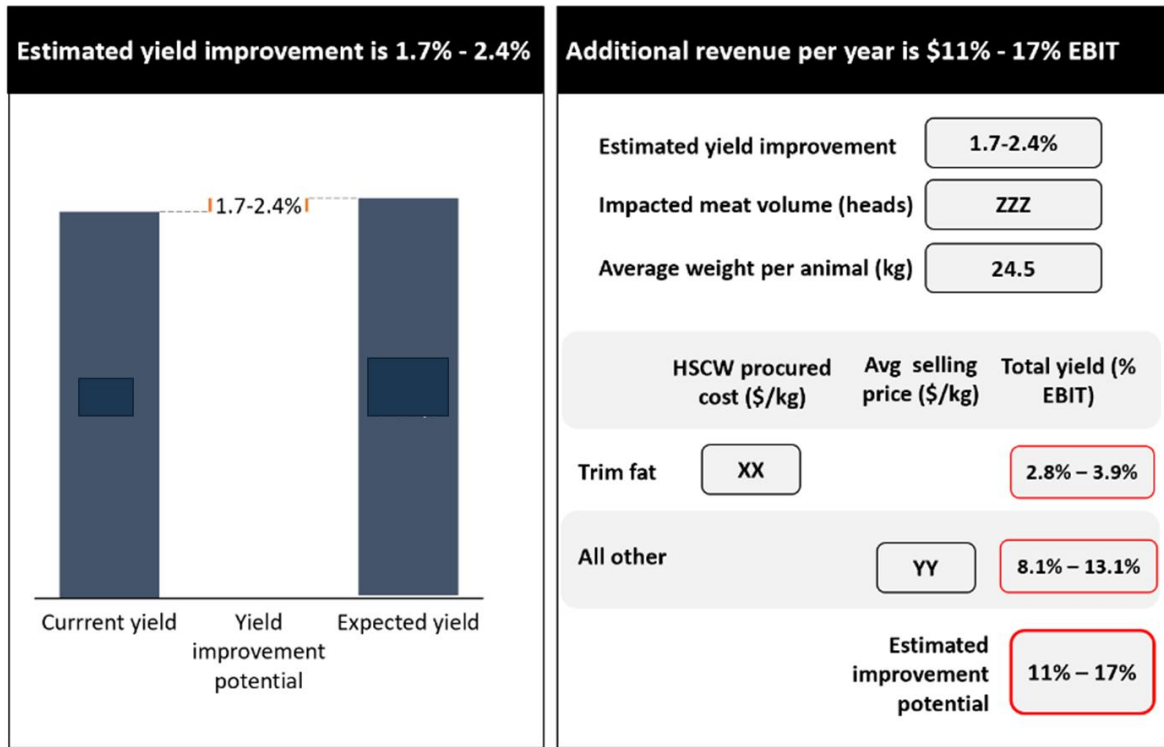 Estimated yield improvement is 1.7% - 2.4%
1.7-2.4%
Currrent yield
Yield
improvement
potential
Expected yield
Additional revenue per year is $11% - 17% EBIT
Estimated yield improvement
1.7-2.4%
Impacted meat volume (heads)
ZZZ
Average weight per animal (kg)
24.5
HSCW procured
cost ($/kg)
Avg selling
price ($/kg)
Total yield (%
EBIT)
Trim fat
XX
2.8% – 3.9%
All other
YY
8.1% – 13.1%
Estimated
improvement
potential
11% – 17%